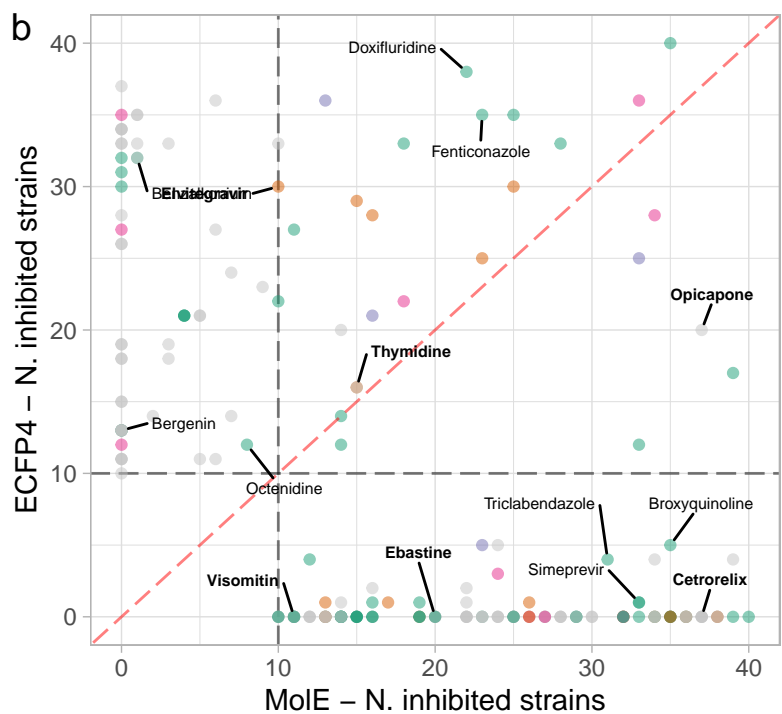 b
ECFP4 – N. inhibited strains
40
30
20
10
0
Doxifluridine
Fenticonazole
Elvitegravir
Opicapone
Thymidine
Bergenin
Octenidine
Triclabendazole
Broxyquinoline
Ebastine
Simeprevir
Visomitin
Cetrorelix
0
10
20
30
40
MolE – N. inhibited strains